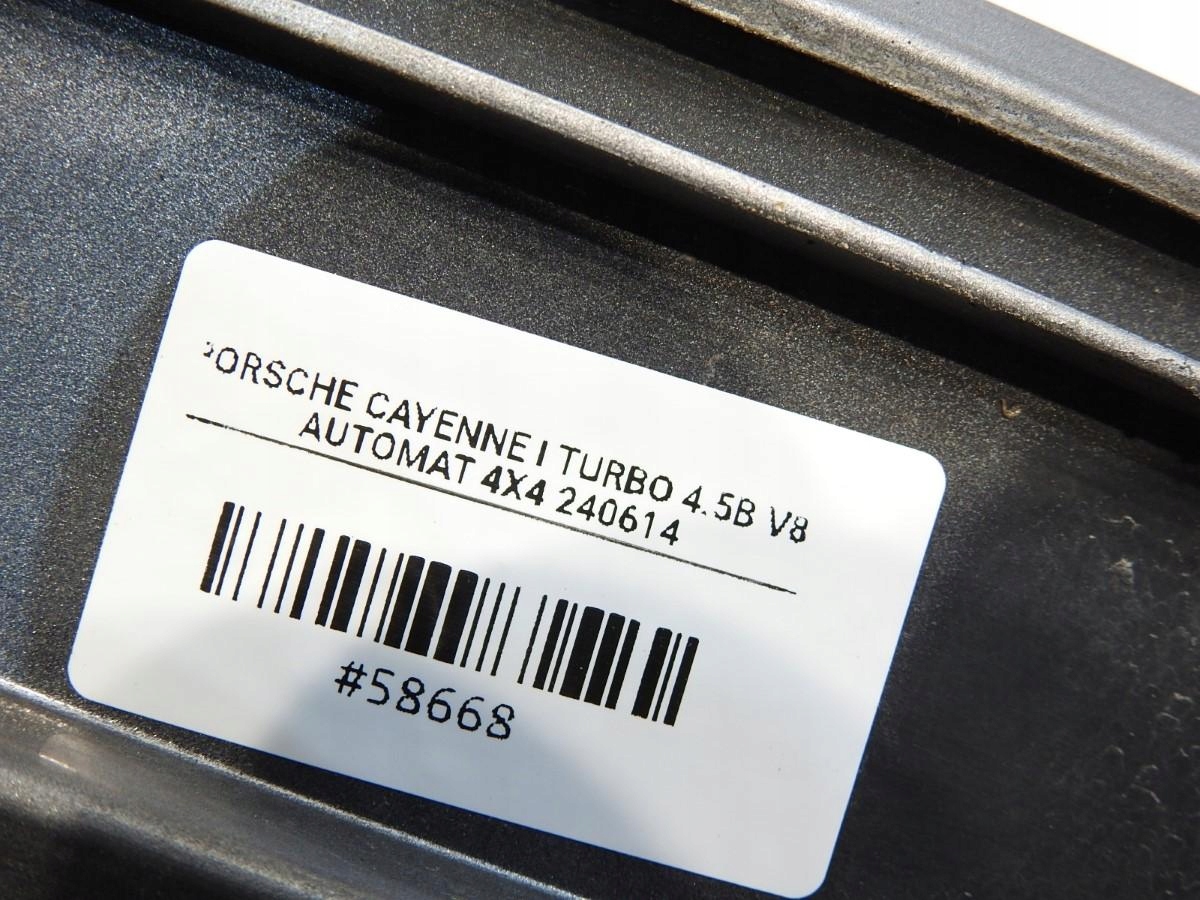 PORSCHE CAYENNE I TURBO 4.5B V8
AUTOMAT 4X4 240614
#58668